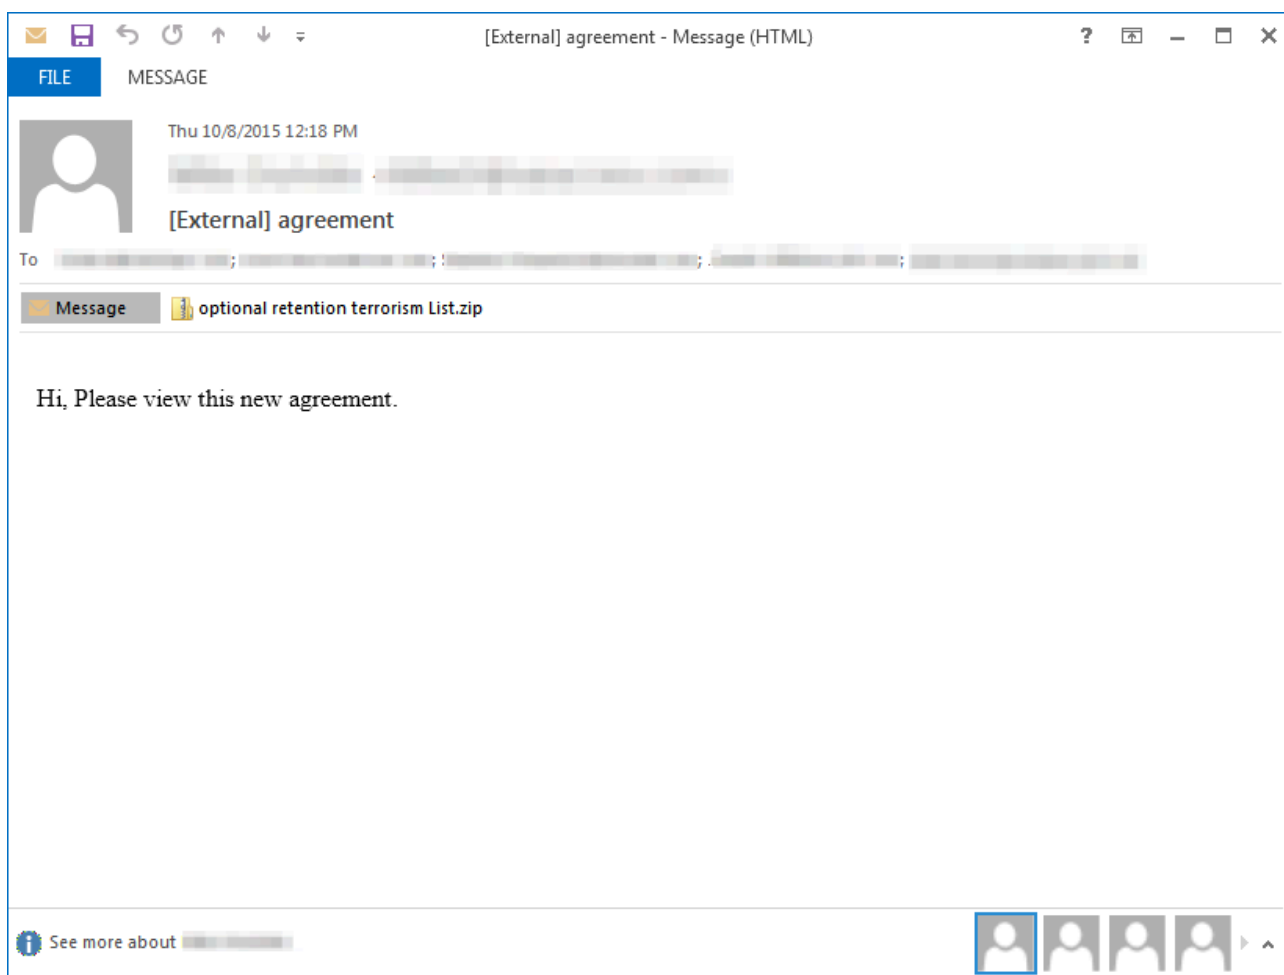 [External] agreement - Message (HTML)
?
FILE MESSAGE
Thu 10/8/2015 12:18 PM
[External] agreement
To
Message optional retention terrorism List.zip
Hi, Please view this new agreement.
See more about